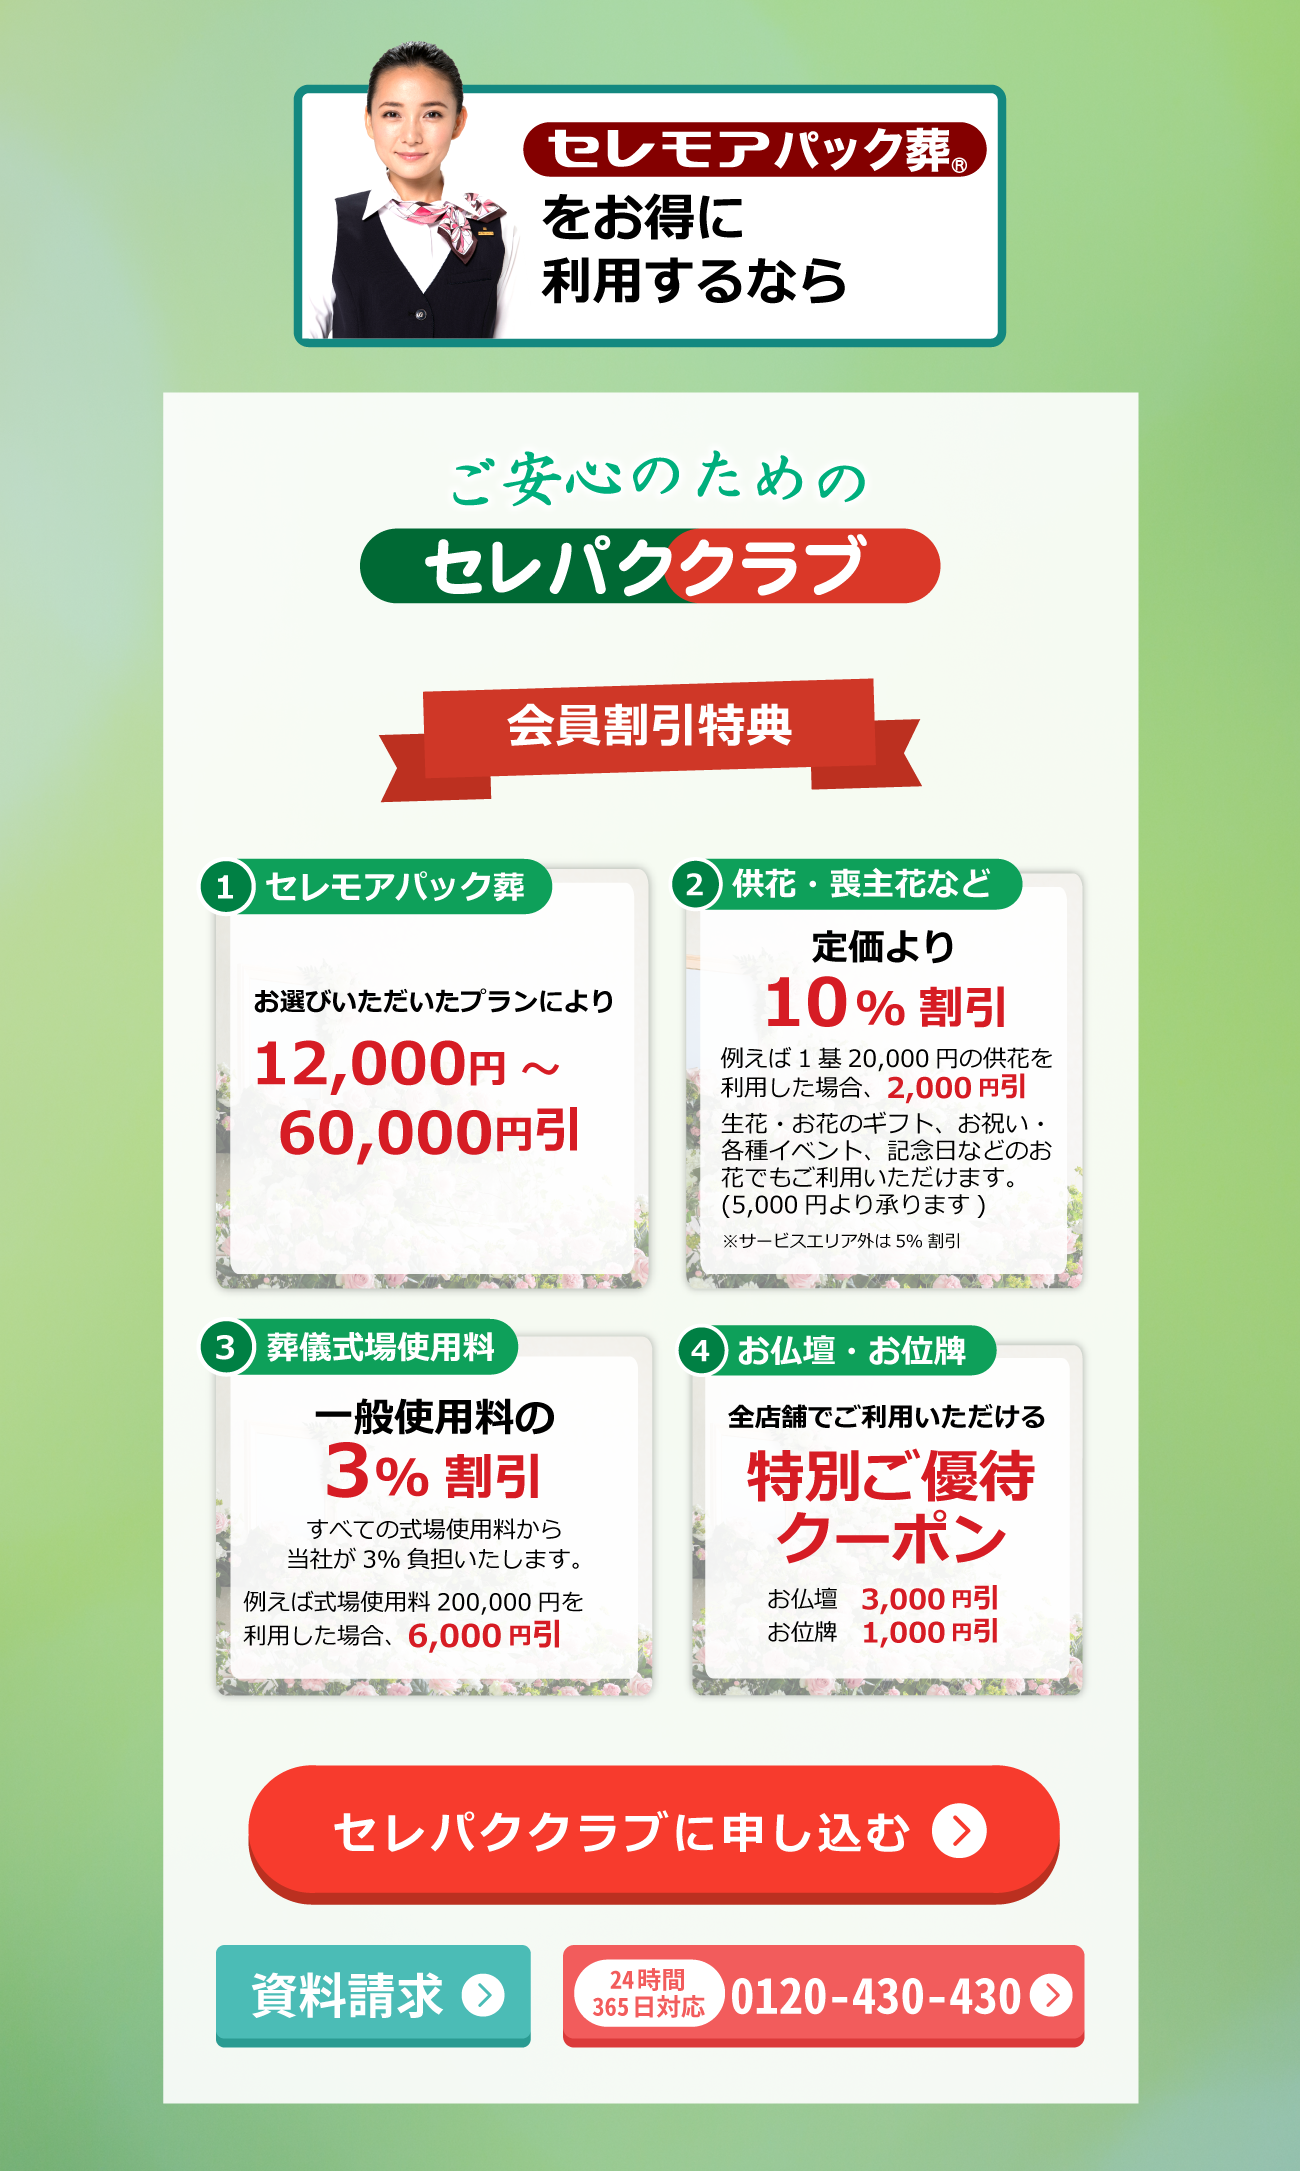 セレモアパック葬®
をお得に
利用するなら
ご安心のための
セレパククラブ
会員割引特典
1 セレモアパック葬
お選びいただいたプランにより
12,000円 ～
60,000円引
2 供花・喪主花など
定価より
10% 割引
例えば1基 20,000 円の供花を
利用した場合、2,000 円引
生花・お花のギフト、お祝い・
各種イベント、記念日などのお
花でもご利用いただけます。
(5,000 円より承ります )
※サービスエリア外は 5% 割引
3 葬儀式場使用料
一般使用料の
3% 割引
すべての式場使用料から
当社が 3% 負担いたします。
例えば式場使用料 200,000 円を
利用した場合、6,000 円引
4 お仏壇・お位牌
全店舗でご利用いただける
特別ご優待
クーポン
お仏壇 3,000 円引
お位牌 1,000 円引
セレパククラブに申し込む
資料請求
24時間
365日対応
0120-430-430